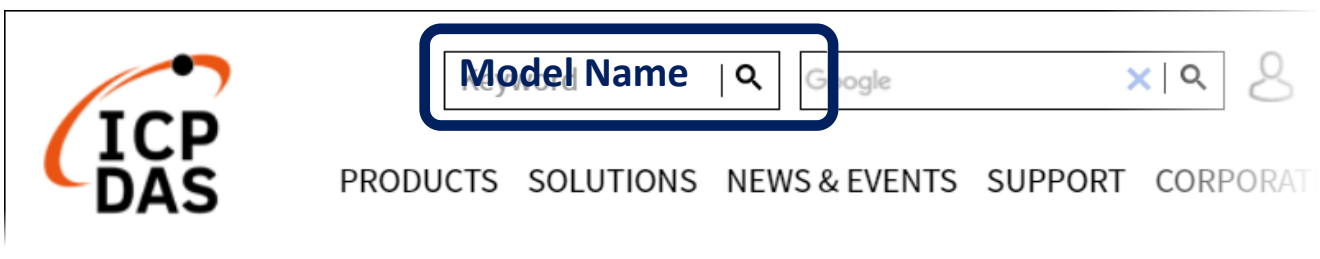 Model Name
Keyword
Google
ICP
DAS
PRODUCTS SOLUTIONS NEWS & EVENTS SUPPORT CORPORAT